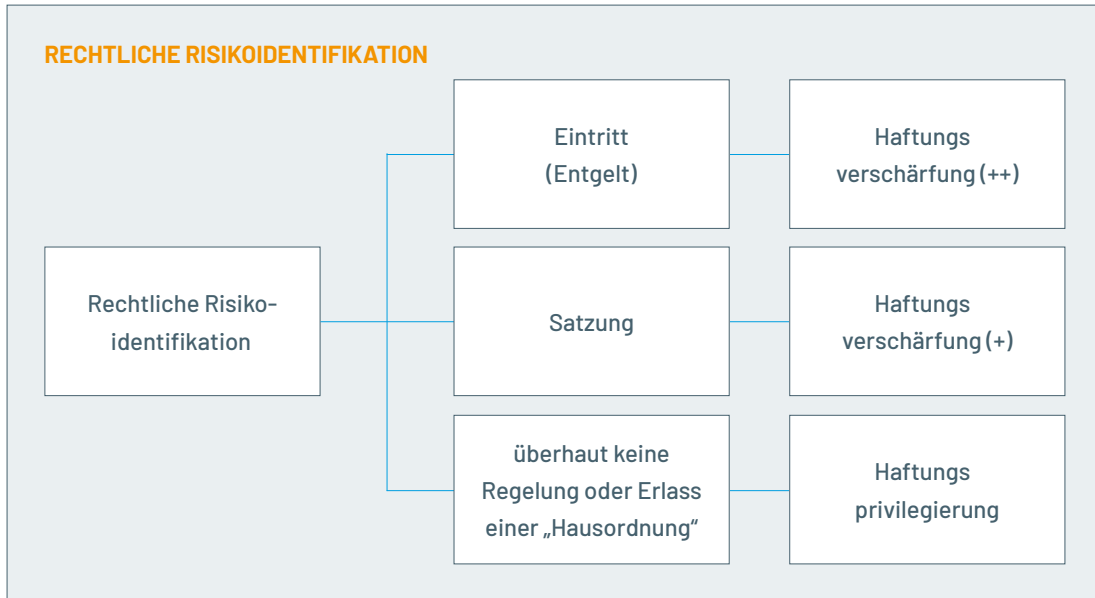 RECHTLICHE RISIKOIDENTIFIKATION
Rechtliche Risiko-
identifikation
Eintritt
(Entgelt)
Haftungs
verschärfung (++)
Satzung
Haftungs
verschärfung (+)
überhaut keine
Regelung oder Erlass
einer „Hausordnung“
Haftungs
privilegierung